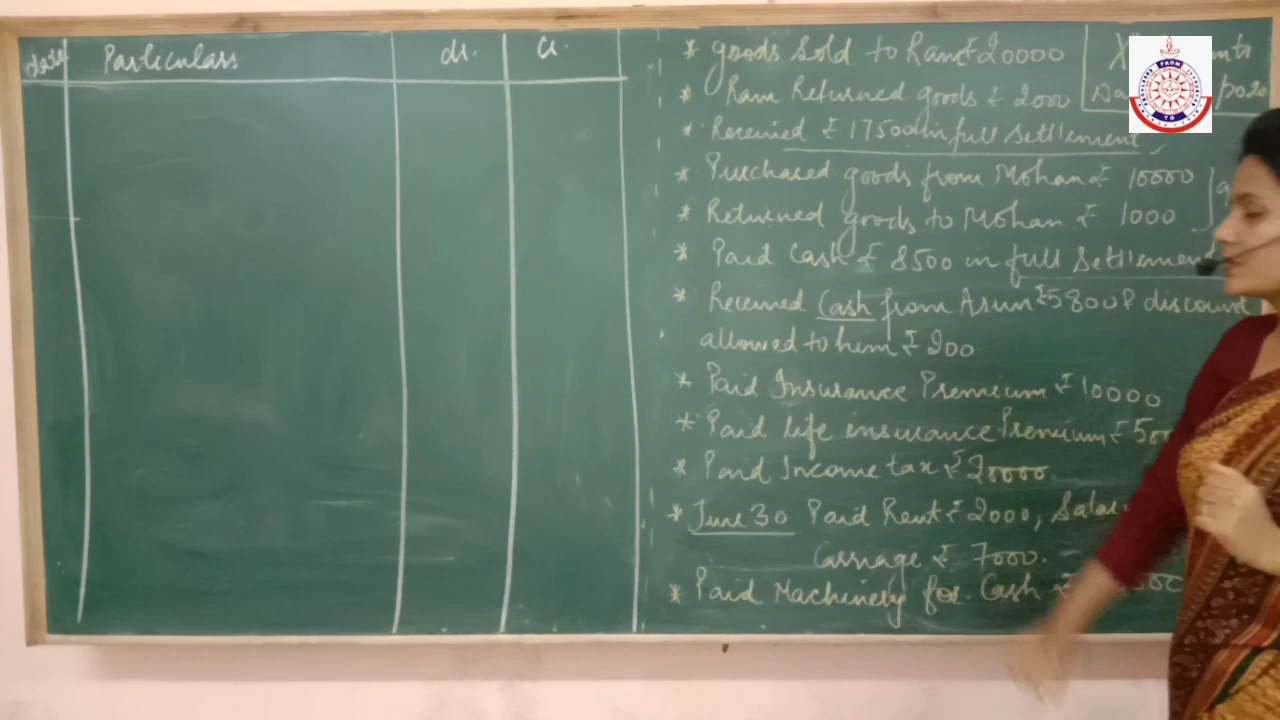 date Particulars dr. Cr.
* goods Sold to Ram ₹ 20000
* Ram Returned goods ₹ 2000
* Received ₹ 17500 in full settlement
* Purchased goods from Mohan ₹ 10000
* Returned goods to Mohan ₹ 1000
* Paid Cash ₹ 8500 in full settlement
* Received Cash from Arun ₹ 5800 & discount
allowed to him ₹ 200
* Paid Insurance Premium ₹ 10000
* Paid life insurance Premium ₹
* Paid Income tax ₹ 20000
* June 30 Paid Rent ₹ 2000,
Carriage ₹ 7000.
* Paid Machinery for Cash ₹
FROM
TO